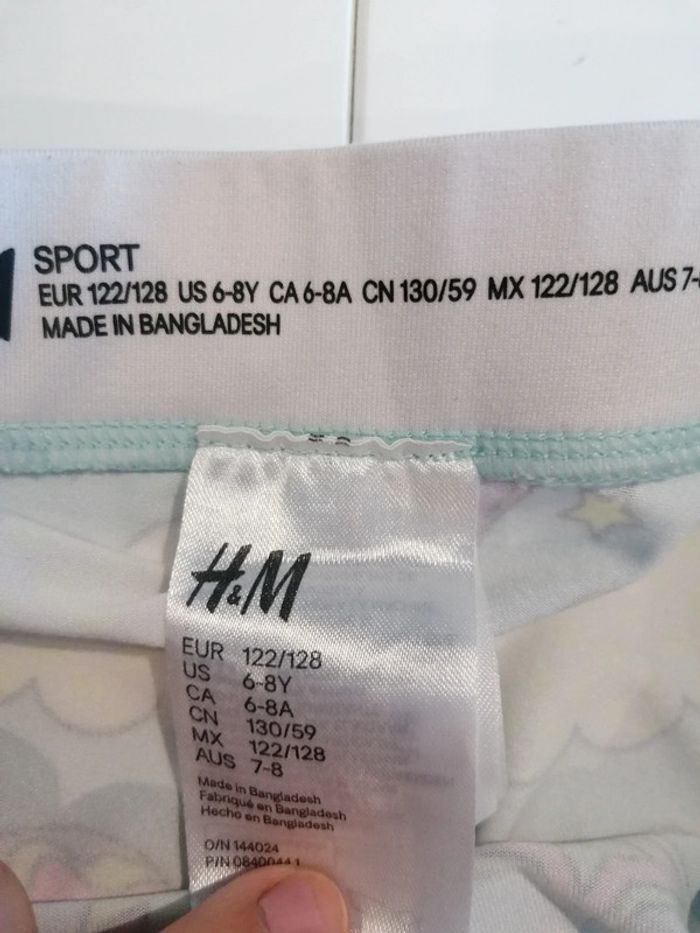 SPORT
EUR 122/128 US 6-8Y CA 6-8A CN 130/59 MX 122/128 AUS 7-
MADE IN BANGLADESH
H&M
EUR 122/128
US 6-8Y
CA 6-8A
CN 130/59
MX 122/128
AUS 7-8
Made in Bangladesh
Fabriqué en Bangladesh
Hecho en Bangladesh
O/N 144024
P/N